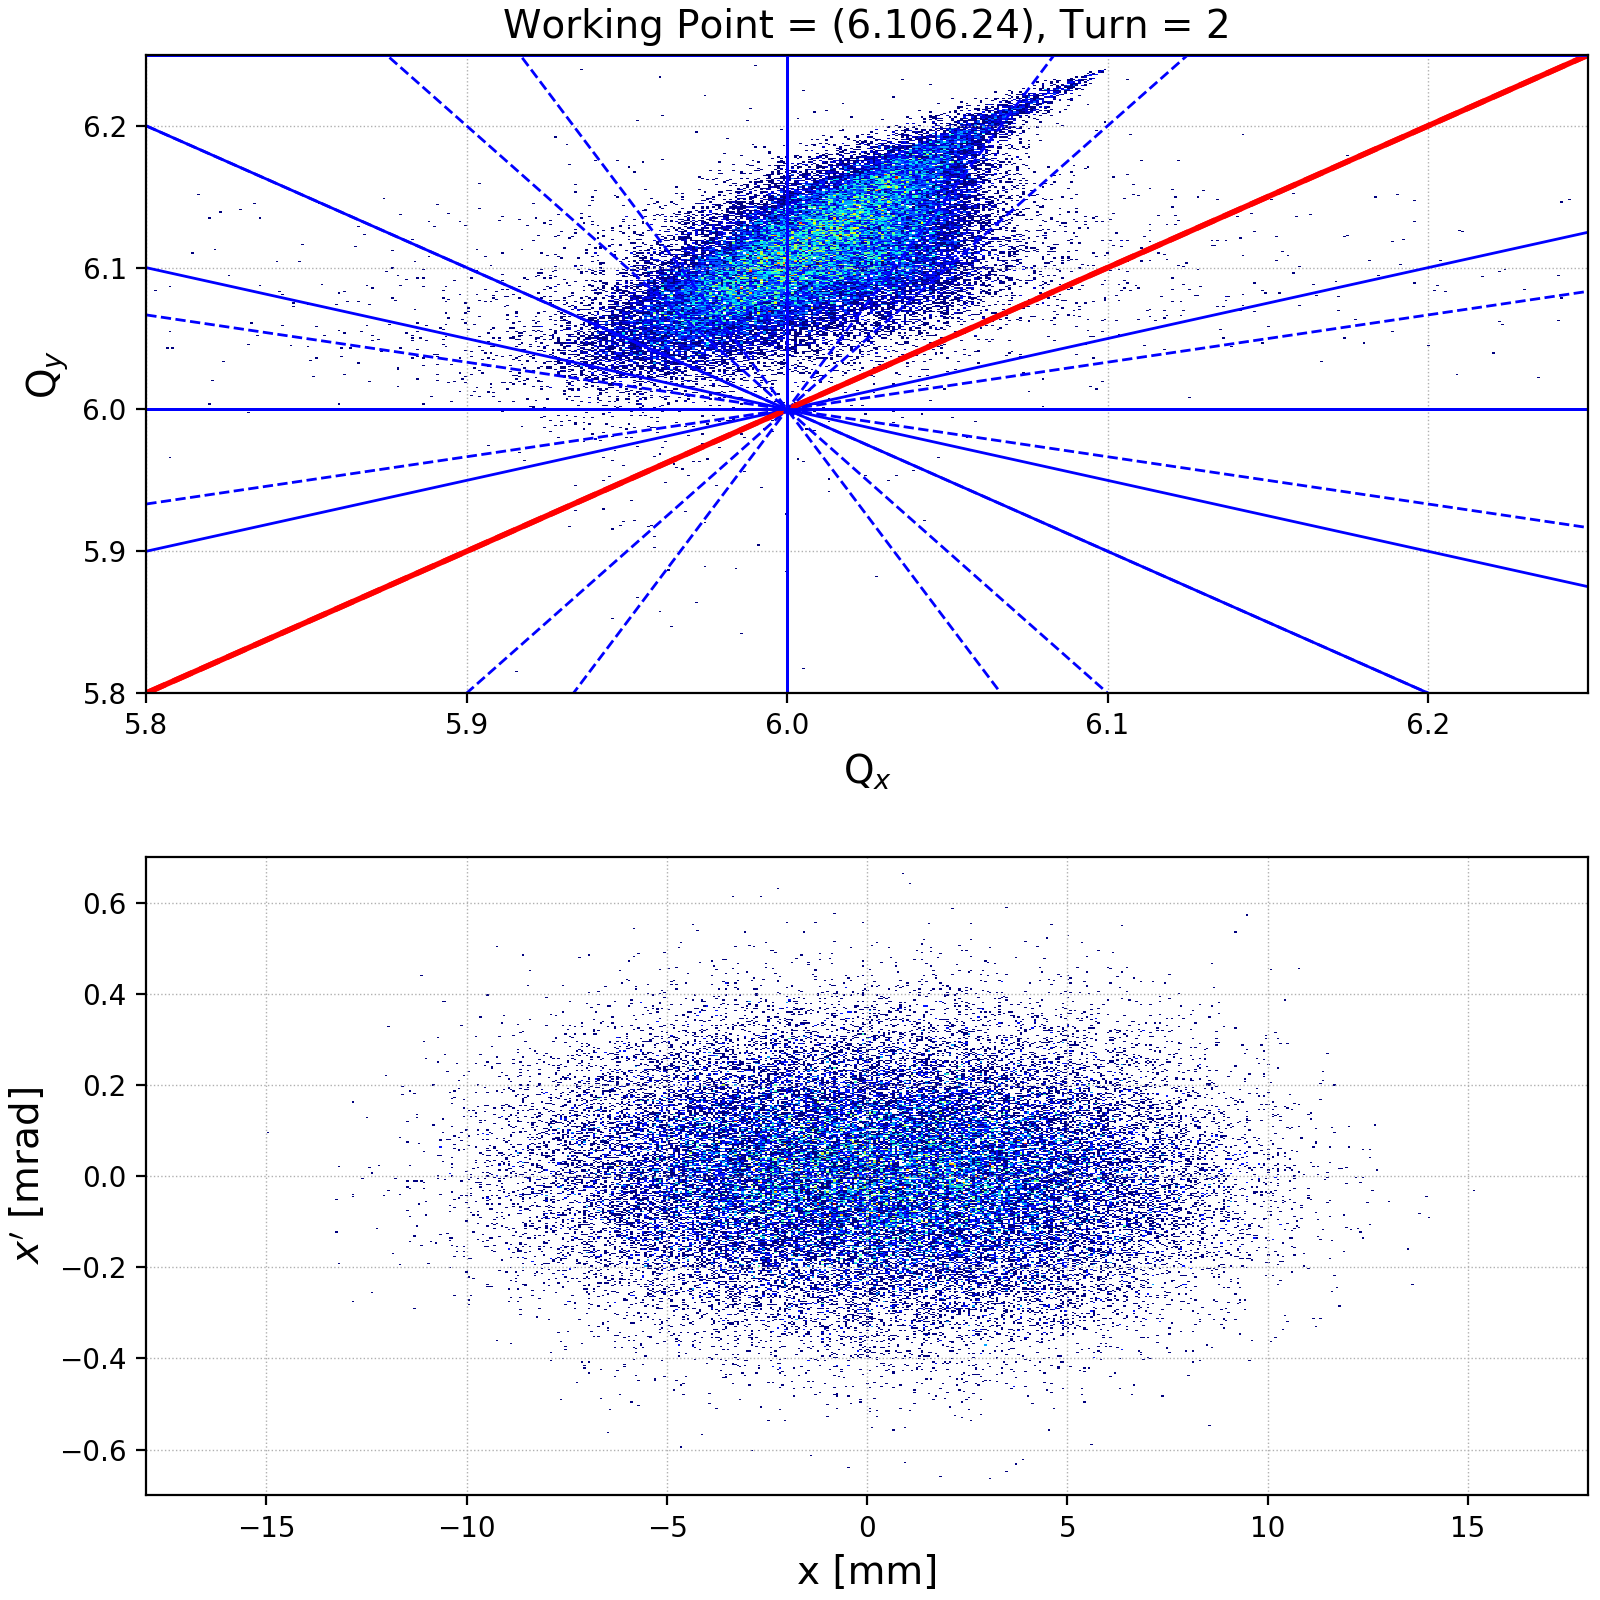 Working Point = (6.106.24), Turn = 2
6.2
6.1
6.0
5.9
5.8
Qy
5.8 5.9 6.0 6.1 6.2
Qx
0.6
0.4
0.2
0.0
−0.2
−0.4
−0.6
x′ [mrad]
−15 −10 −5 0 5 10 15
x [mm]